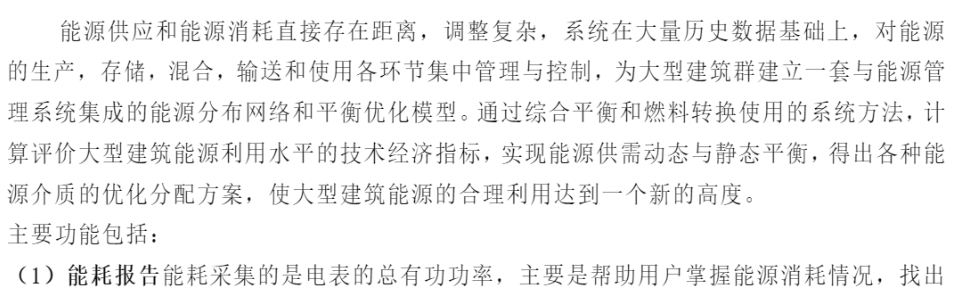 能源供应和能源消耗直接存在距离，调整复杂，系统在大量历史数据基础上，对能源
的生产，存储，混合，输送和使用各环节集中管理与控制，为大型建筑群建立一套与能源管
理系统集成的能源分布网络和平衡优化模型。通过综合平衡和燃料转换使用的系统方法，计
算评价大型建筑能源利用水平的技术经济指标，实现能源供需动态与静态平衡，得出各种能
源介质的优化分配方案，使大型建筑能源的合理利用达到一个新的高度。
主要功能包括：
（1）能耗报告能耗采集的是电表的总有功功率，主要是帮助用户掌握能源消耗情况，找出